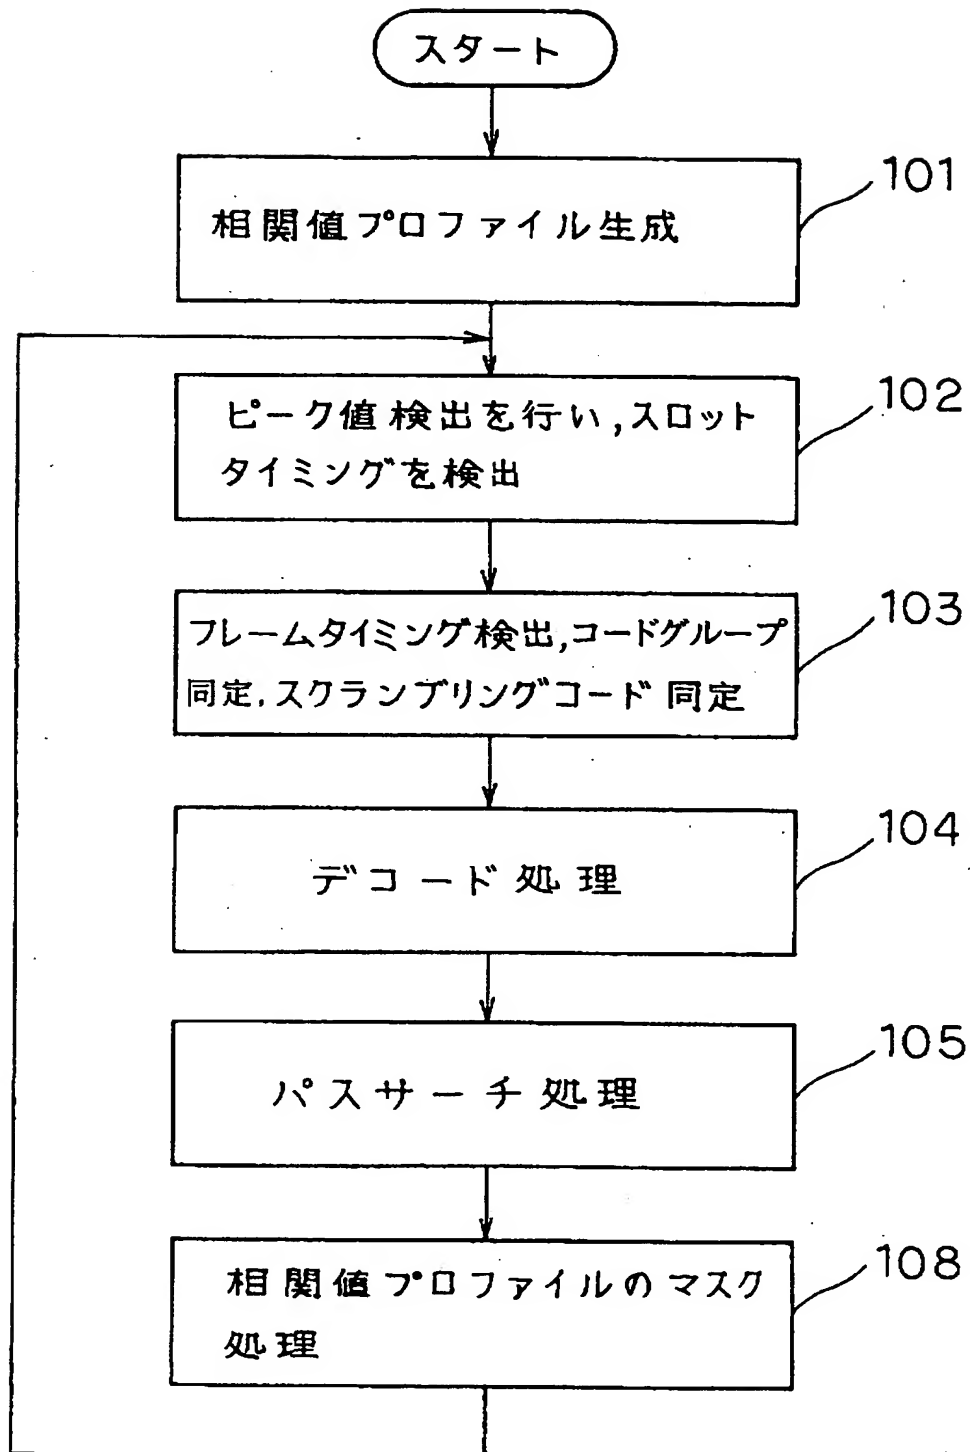 スタート
101
相関値プロファイル生成
102
ピーク値検出を行い,スロット
タイミングを検出
103
フレームタイミング検出,コードグループ
同定,スクランブリングコード同定
104
デコード処理
105
パスサーチ処理
108
相関値プロファイルのマスク
処理